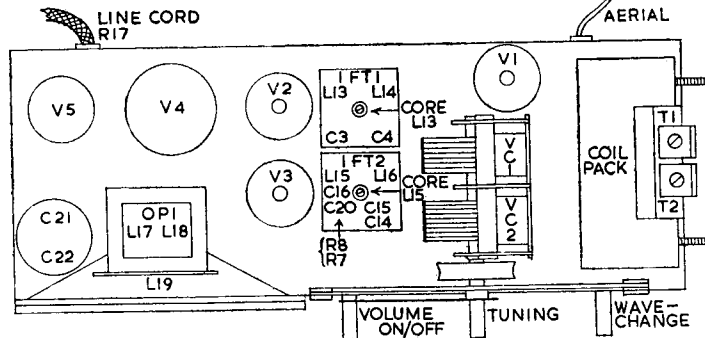 LINE CORD
R17
AERIAL
V5
V4
V2
V3
V1
IFT1
L13 L14
C3 C4
CORE
L13
IFT2
L15 L16
C16
C20 C15
C14
CORE
L15
{R8
{R7
VC1
VC2
COIL
PACK
T1
T2
C21
C22
OP1
L17 L18
L19
VOLUME
ON/OFF
TUNING
WAVE-
CHANGE